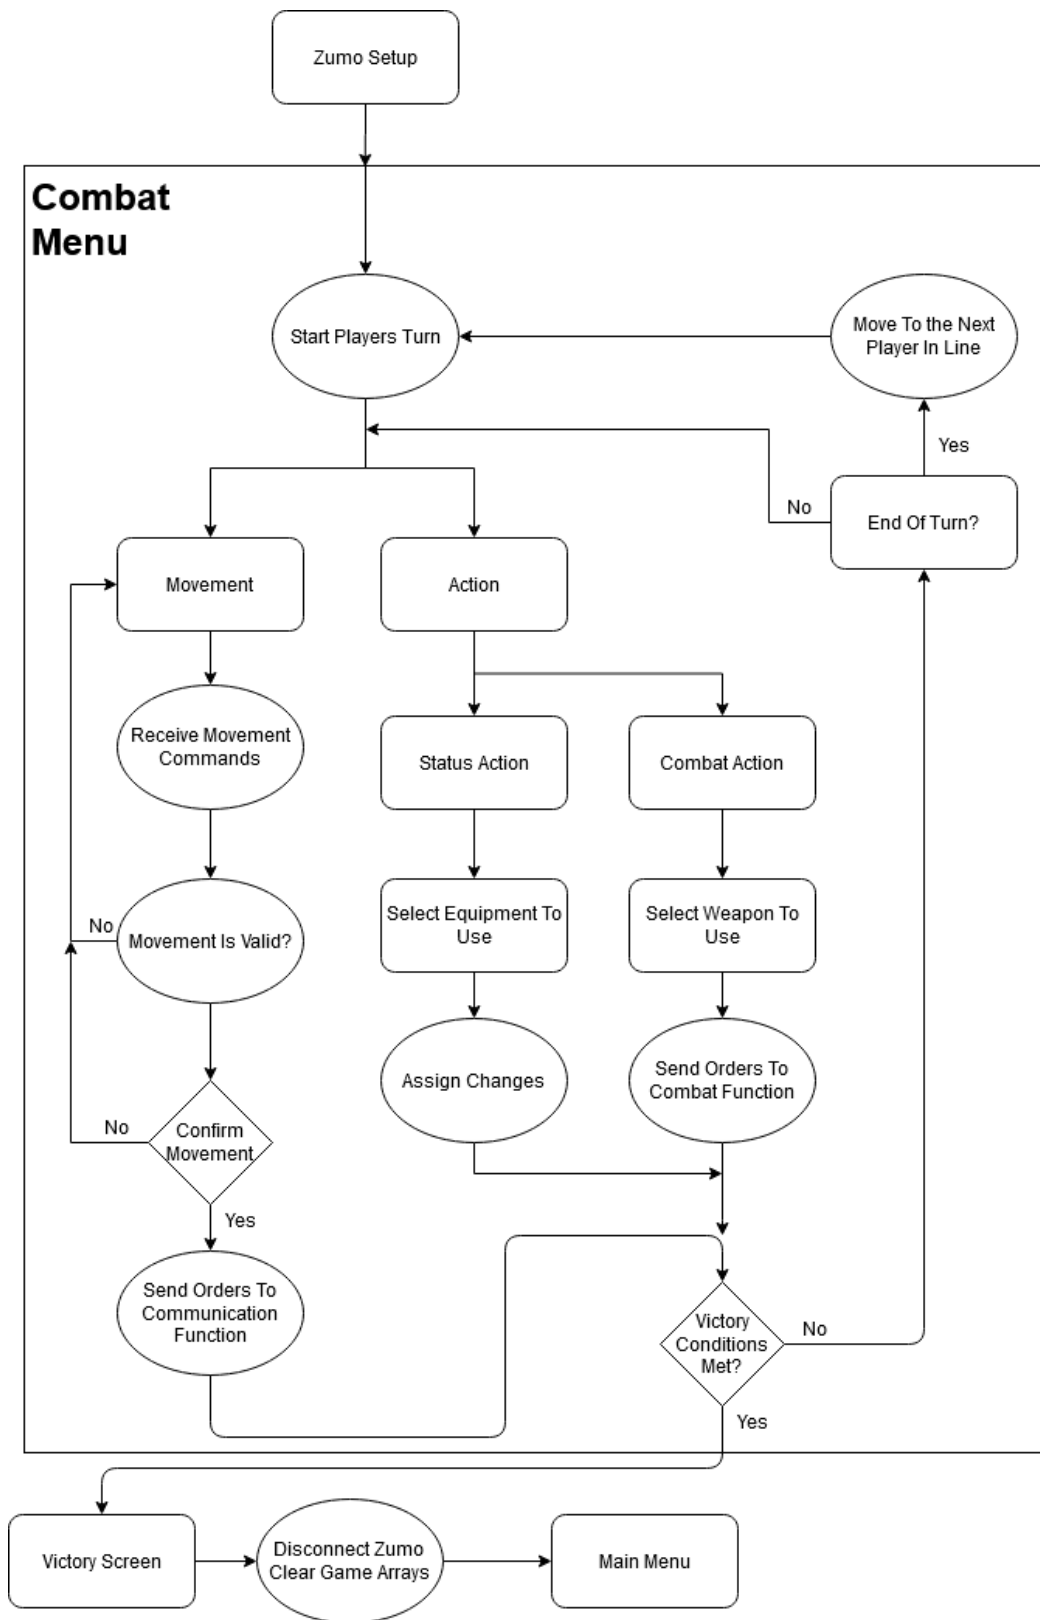 Zumo Setup
Combat
Menu
Start Players Turn
Move To the Next
Player In Line
Yes
No
End Of Turn?
Movement
Action
Receive Movement
Commands
Status Action
Combat Action
No
Movement Is Valid?
Select Equipment To
Use
Select Weapon To
Use
Assign Changes
Send Orders To
Combat Function
No
Confirm
Movement
Yes
Send Orders To
Communication
Function
Victory
Conditions
Met?
No
Yes
Victory Screen
Disconnect Zumo
Clear Game Arrays
Main Menu